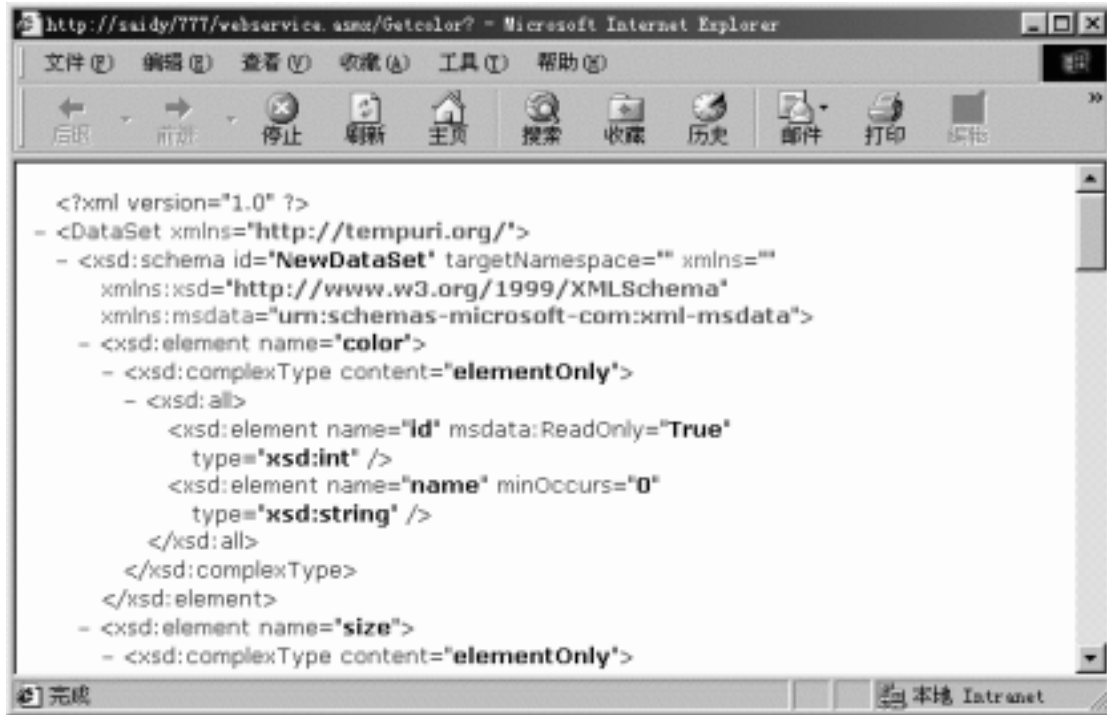 http://saidy/777/webservice.asmx/Getcolor? - Microsoft Internet Explorer
文件(F) 编辑(E) 查看(V) 收藏(A) 工具(T) 帮助(H)
后退 前进 停止 刷新 主页 搜索 收藏 历史 邮件 打印 编辑 »
<?xml version="1.0" ?>
- <DataSet xmlns="http://tempuri.org/">
- <xsd:schema id="NewDataSet" targetNamespace="" xmlns=""
xmlns:xsd="http://www.w3.org/1999/XMLSchema"
xmlns:msdata="urn:schemas-microsoft-com:xml-msdata">
- <xsd:element name="color">
- <xsd:complexType content="elementOnly">
- <xsd:all>
<xsd:element name="id" msdata:ReadOnly="True"
type="xsd:int" />
<xsd:element name="name" minOccurs="0"
type="xsd:string" />
</xsd:all>
</xsd:complexType>
</xsd:element>
- <xsd:element name="size">
- <xsd:complexType content="elementOnly">
完成 本地 Intranet